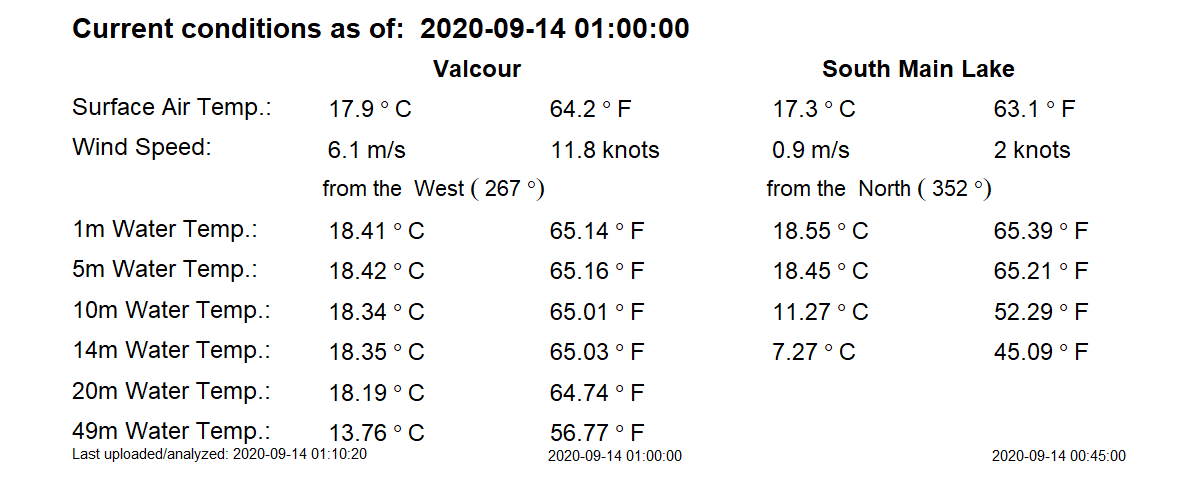 Current conditions as of: 2020-09-14 01:00:00
Valcour South Main Lake
Surface Air Temp.: 17.9 ° C 64.2 ° F 17.3 ° C 63.1 ° F
Wind Speed: 6.1 m/s 11.8 knots 0.9 m/s 2 knots
from the West ( 267 °) from the North ( 352 °)
1m Water Temp.: 18.41 ° C 65.14 ° F 18.55 ° C 65.39 ° F
5m Water Temp.: 18.42 ° C 65.16 ° F 18.45 ° C 65.21 ° F
10m Water Temp.: 18.34 ° C 65.01 ° F 11.27 ° C 52.29 ° F
14m Water Temp.: 18.35 ° C 65.03 ° F 7.27 ° C 45.09 ° F
20m Water Temp.: 18.19 ° C 64.74 ° F
49m Water Temp.: 13.76 ° C 56.77 ° F
Last uploaded/analyzed: 2020-09-14 01:10:20 2020-09-14 01:00:00 2020-09-14 00:45:00